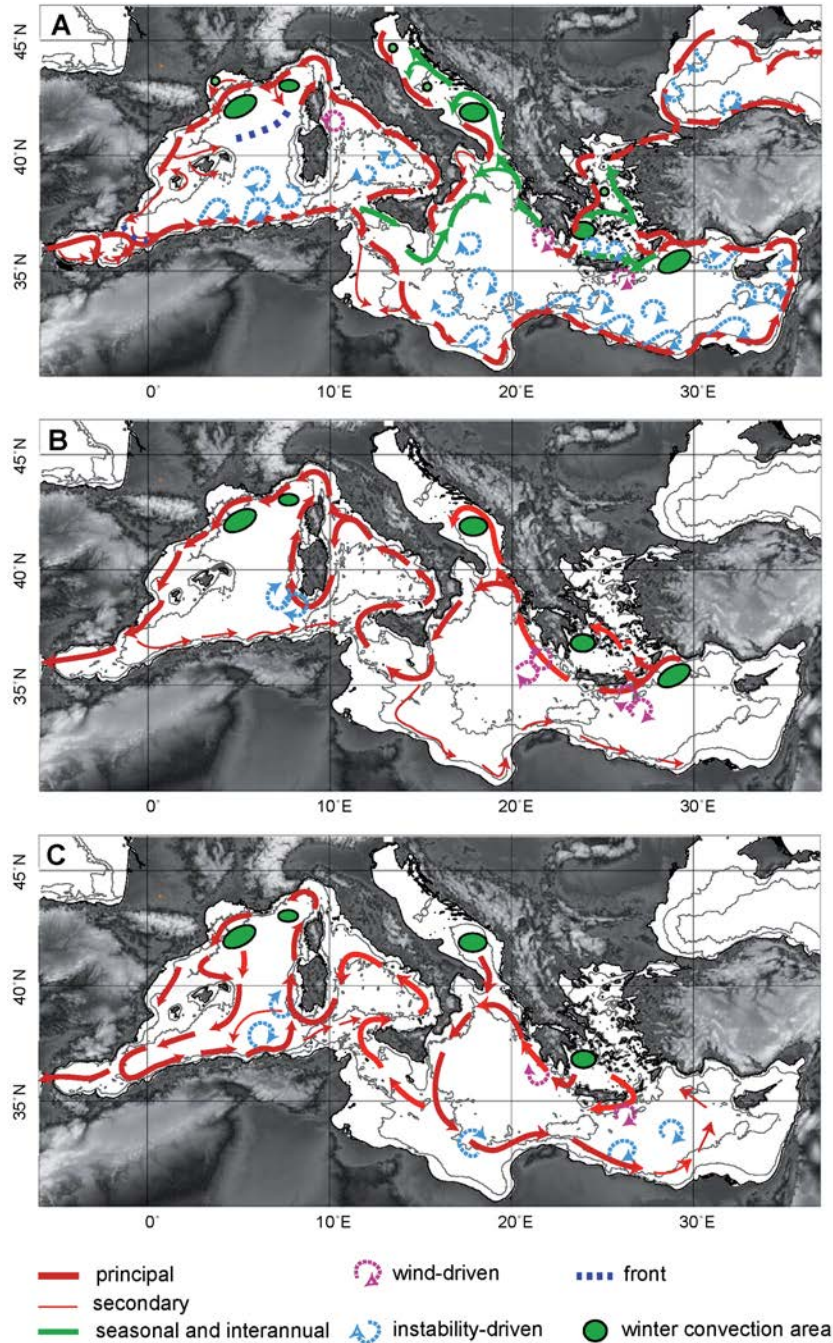 A
45°N
40°N
35°N
0°
10°E
20°E
30°E
B
45°N
40°N
35°N
0°
10°E
20°E
30°E
C
45°N
40°N
35°N
0°
10°E
20°E
30°E
principal
wind-driven
front
secondary
seasonal and interannual
instability-driven
winter convection area